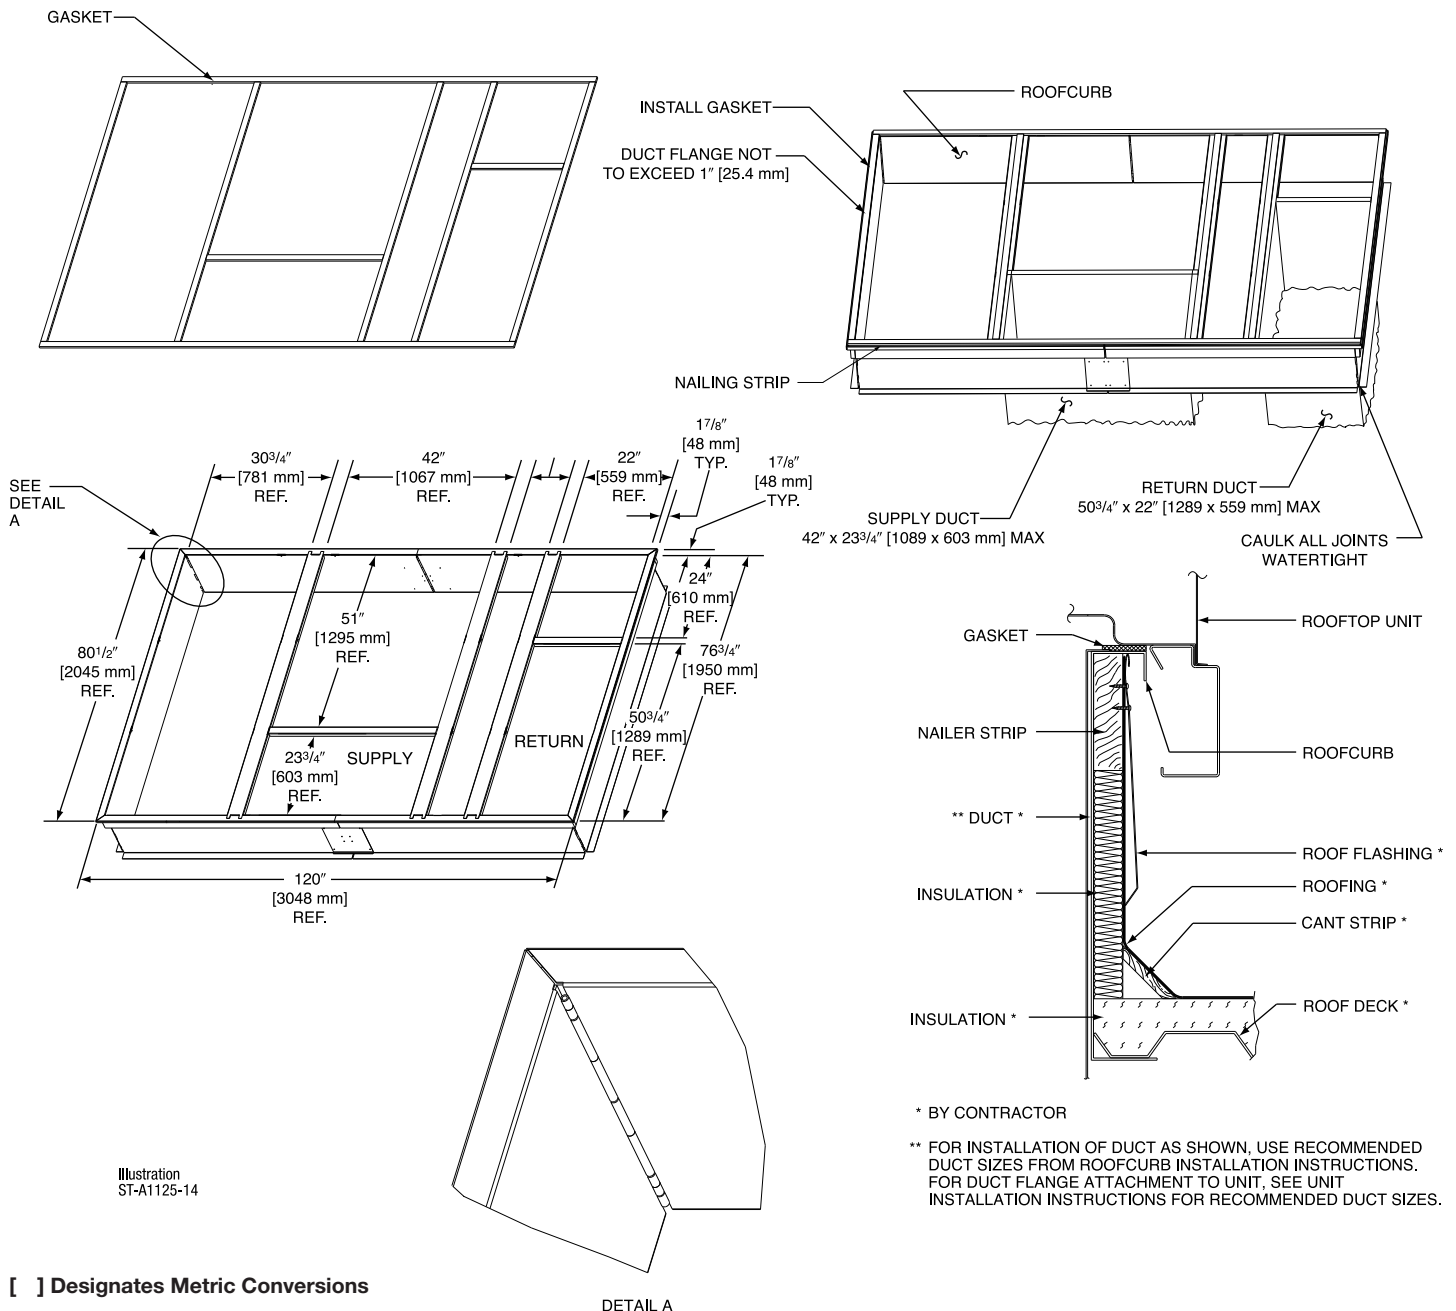 GASKET
INSTALL GASKET
DUCT FLANGE NOT
TO EXCEED 1" [25.4 mm]
ROOFCURB
NAILING STRIP
SUPPLY DUCT
42" x 233/4" [1089 x 603 mm] MAX
RETURN DUCT
503/4" x 22" [1289 x 559 mm] MAX
CAULK ALL JOINTS
WATERTIGHT
SEE
DETAIL
A
303/4"
[781 mm]
REF.
42"
[1067 mm]
REF.
22"
[559 mm]
REF.
17/8"
[48 mm]
TYP.
17/8"
[48 mm]
TYP.
801/2"
[2045 mm]
REF.
51"
[1295 mm]
REF.
24"
[610 mm]
REF.
763/4"
[1950 mm]
REF.
503/4"
[1289 mm]
REF.
233/4"
[603 mm]
REF.
SUPPLY
RETURN
120"
[3048 mm]
REF.
GASKET
ROOFTOP UNIT
NAILER STRIP
ROOFCURB
** DUCT *
ROOF FLASHING *
INSULATION *
ROOFING *
CANT STRIP *
INSULATION *
ROOF DECK *
* BY CONTRACTOR
** FOR INSTALLATION OF DUCT AS SHOWN, USE RECOMMENDED
DUCT SIZES FROM ROOFCURB INSTALLATION INSTRUCTIONS.
FOR DUCT FLANGE ATTACHMENT TO UNIT, SEE UNIT
INSTALLATION INSTRUCTIONS FOR RECOMMENDED DUCT SIZES.
Illustration
ST-A1125-14
[ ] Designates Metric Conversions
DETAIL A